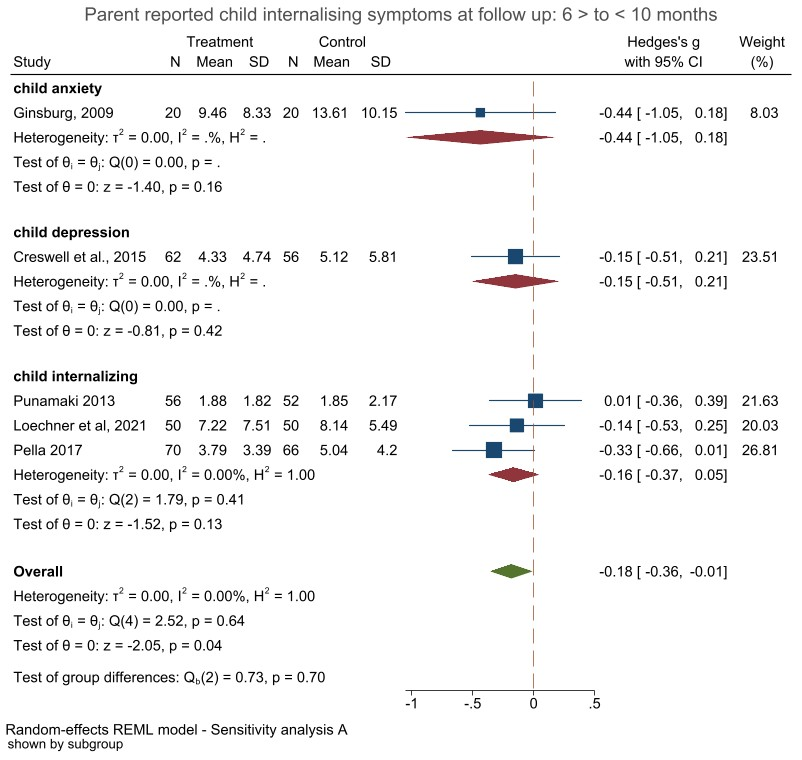 Parent reported child internalising symptoms at follow up: 6 > to < 10 months
Treatment Control Hedges's g Weight
Study N Mean SD N Mean SD with 95% CI (%)
child anxiety
Ginsburg, 2009 20 9.46 8.33 20 13.61 10.15 -0.44 [ -1.05, 0.18] 8.03
Heterogeneity: τ² = 0.00, I² = .%, H² = . -0.44 [ -1.05, 0.18]
Test of θᵢ = θⱼ: Q(0) = 0.00, p = .
Test of θ = 0: z = -1.40, p = 0.16
child depression
Creswell et al., 2015 62 4.33 4.74 56 5.12 5.81 -0.15 [ -0.51, 0.21] 23.51
Heterogeneity: τ² = 0.00, I² = .%, H² = . -0.15 [ -0.51, 0.21]
Test of θᵢ = θⱼ: Q(0) = 0.00, p = .
Test of θ = 0: z = -0.81, p = 0.42
child internalizing
Punamaki 2013 56 1.88 1.82 52 1.85 2.17 0.01 [ -0.36, 0.39] 21.63
Loechner et al, 2021 50 7.22 7.51 50 8.14 5.49 -0.14 [ -0.53, 0.25] 20.03
Pella 2017 70 3.79 3.39 66 5.04 4.2 -0.33 [ -0.66, 0.01] 26.81
Heterogeneity: τ² = 0.00, I² = 0.00%, H² = 1.00 -0.16 [ -0.37, 0.05]
Test of θᵢ = θⱼ: Q(2) = 1.79, p = 0.41
Test of θ = 0: z = -1.52, p = 0.13
Overall -0.18 [ -0.36, -0.01]
Heterogeneity: τ² = 0.00, I² = 0.00%, H² = 1.00
Test of θᵢ = θⱼ: Q(4) = 2.52, p = 0.64
Test of θ = 0: z = -2.05, p = 0.04
Test of group differences: Q_b(2) = 0.73, p = 0.70
-1 -.5 0 .5
Random-effects REML model - Sensitivity analysis A
shown by subgroup